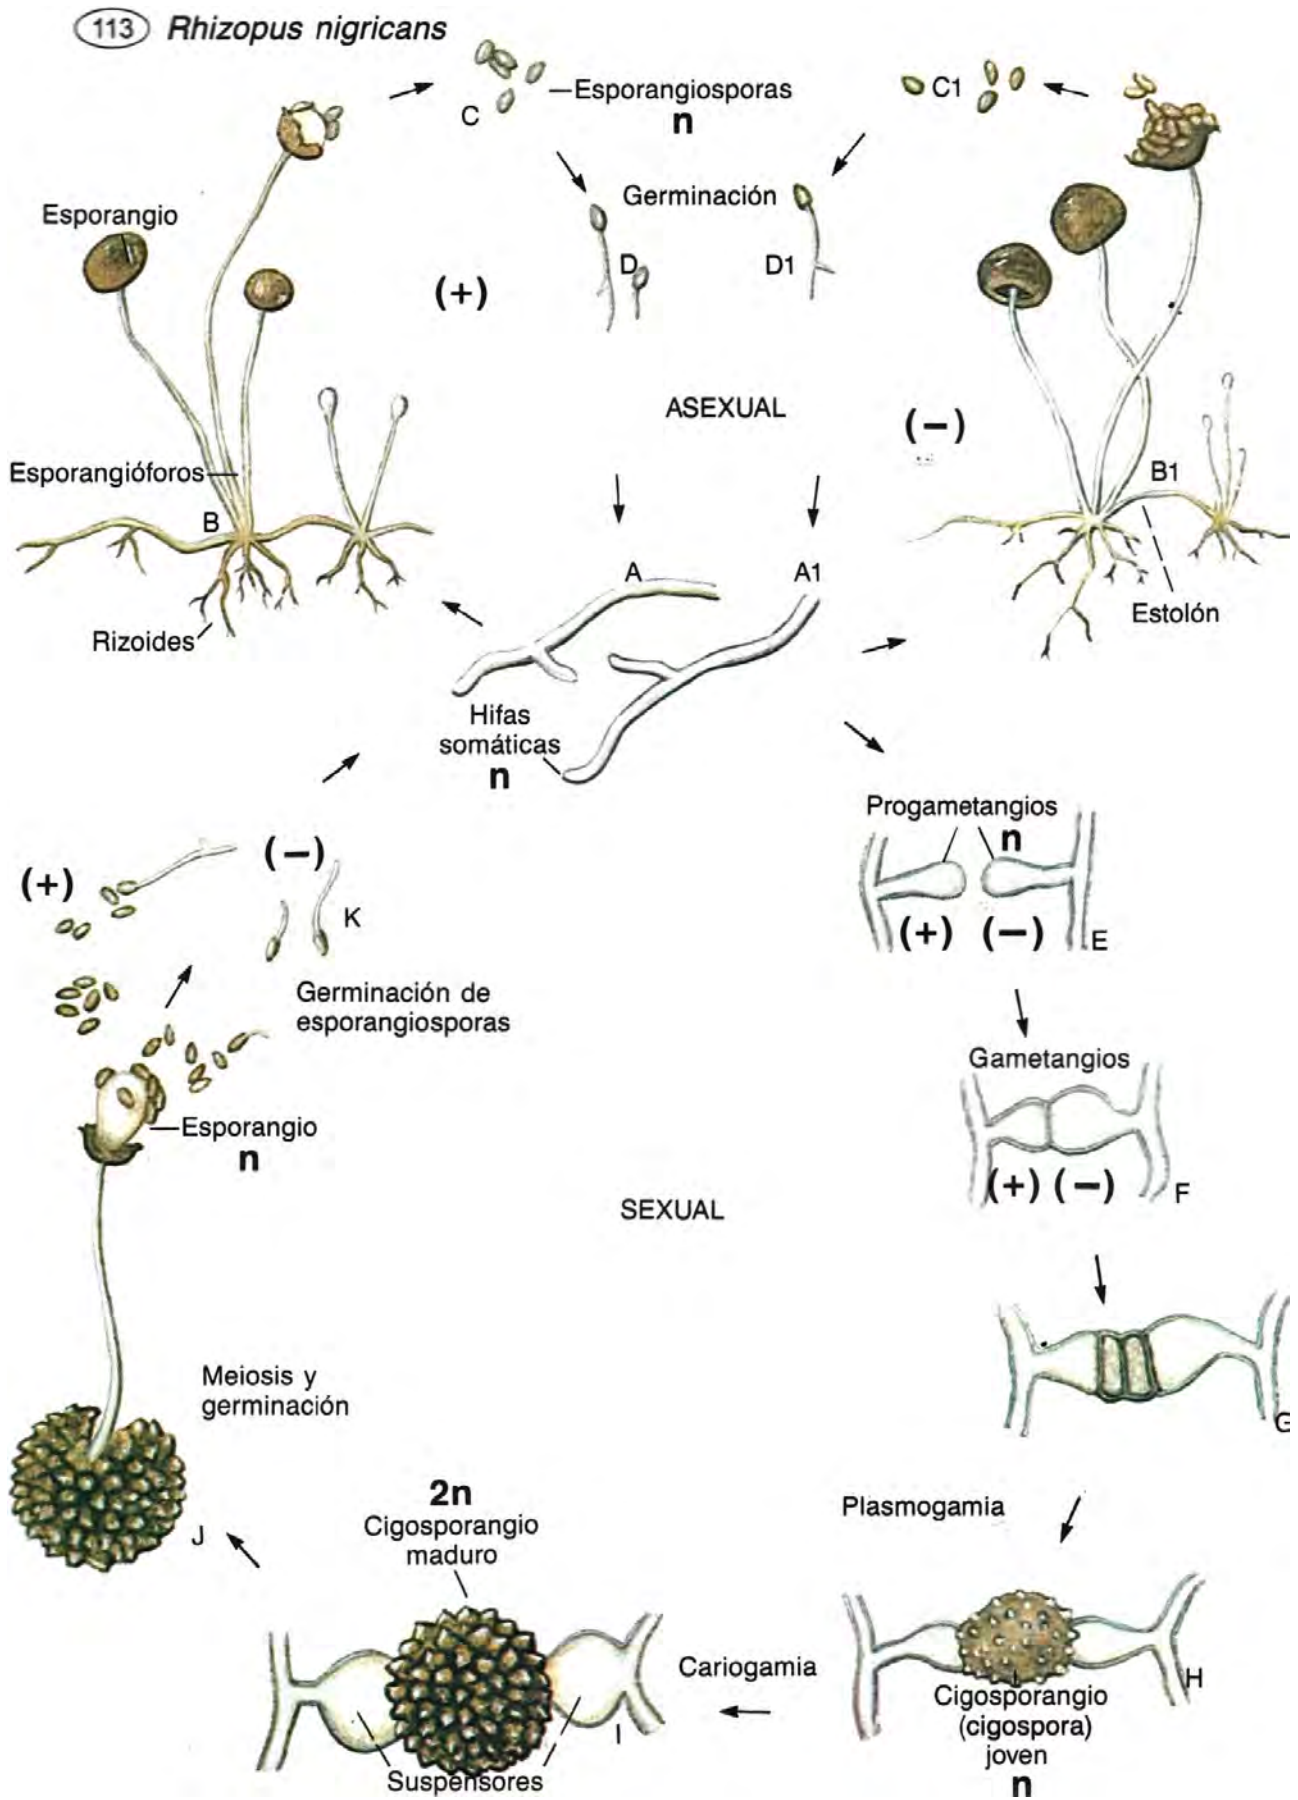 113 Rhizopus nigricans
C
Esporangiosporas
n
C1
Germinación
Esporangio
D
D1
(+)
ASEXUAL
(−)
Esporangióforos
B
B1
A
A1
Estolón
Rizoides
Hifas
somáticas
n
Progametangios
n
(+)
(−)
K
(+) (−)
E
Germinación de
esporangiosporas
Gametangios
Esporangio
n
(+) (−)
F
SEXUAL
Meiosis y
germinación
G
2n
Cigosporangio
maduro
J
Plasmogamia
Cariogamia
H
Cigosporangio
(cigospora)
joven
n
I
Suspensores